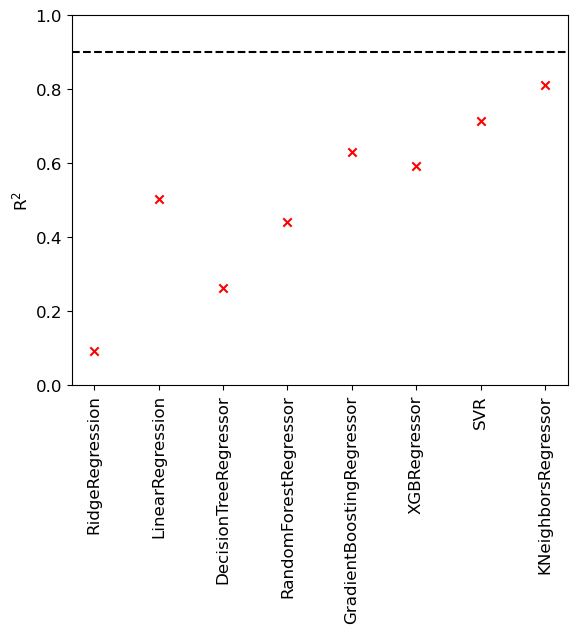 1.0
0.8
0.6
0.4
0.2
0.0
R²
RidgeRegression
LinearRegression
DecisionTreeRegressor
RandomForestRegressor
GradientBoostingRegressor
XGBRegressor
SVR
KNeighborsRegressor